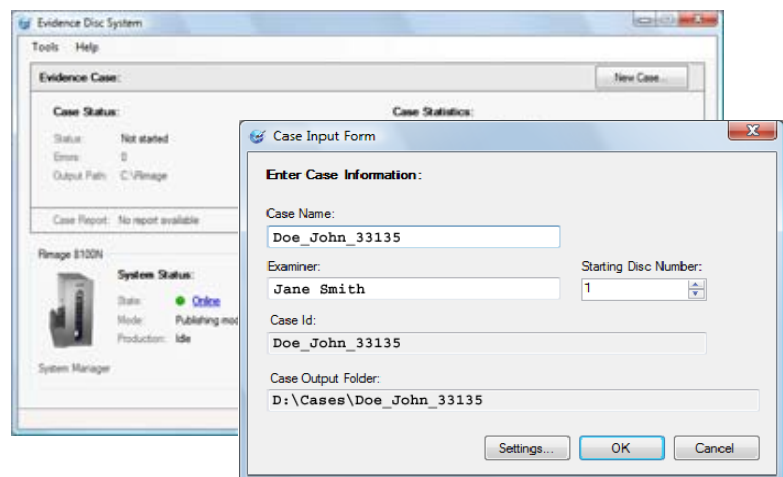 Evidence Disc System
Tools Help
Evidence Case:
New Case...
Case Status:
Case Statistics:
Status: Not started
Errors: 0
Output Path: C:\Rimage
Case Report: No report available
Rimage 8100N
System Status:
State: Online
Mode: Publishing mod
Production: Idle
System Manager
Case Input Form
Enter Case Information:
Case Name:
Doe_John_33135
Examiner:
Starting Disc Number:
Jane Smith
1
Case Id:
Doe_John_33135
Case Output Folder:
D:\Cases\Doe_John_33135
Settings...
OK
Cancel